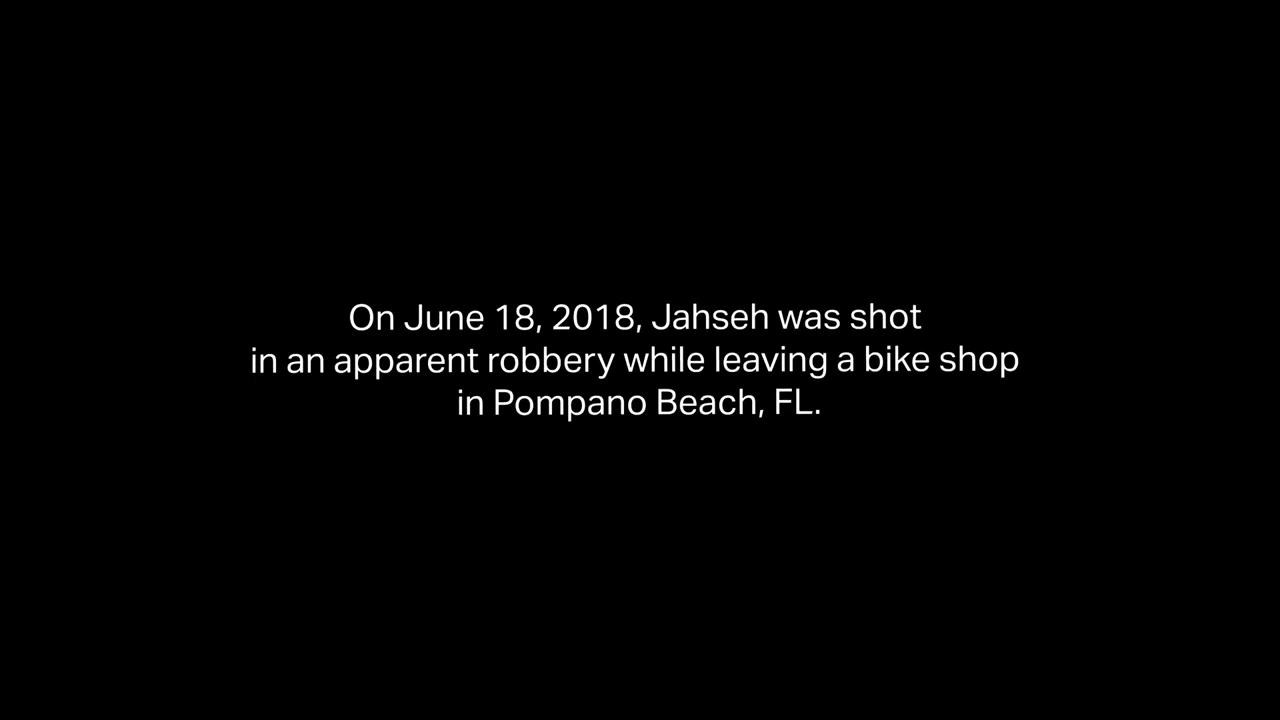 On June 18, 2018, Jahseh was shot
in an apparent robbery while leaving a bike shop
in Pompano Beach, FL.